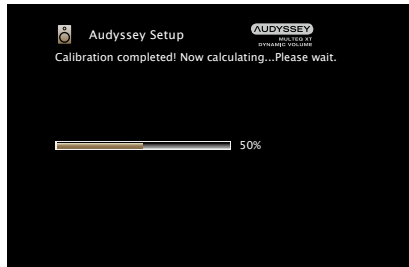 Audyssey Setup
AUDYSSEY
MULTEQ XT
DYNAMIC VOLUME
Calibration completed! Now calculating...Please wait.
50%